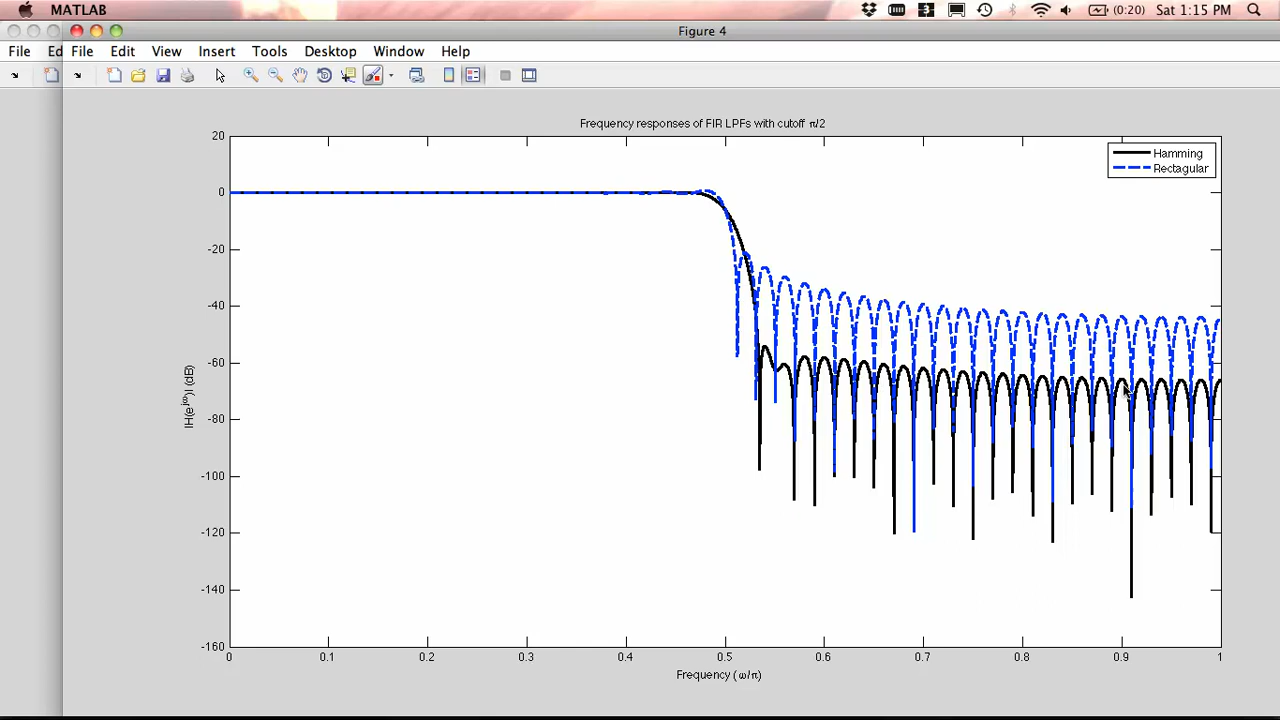 MATLAB
(0:20) Sat 1:15 PM
File Ed File Edit View Insert Tools Desktop Window Help
Figure 4
Frequency responses of FIR LPFs with cutoff π/2
Hamming
Rectagular
20
0
-20
-40
-60
-80
-100
-120
-140
-160
|H(e^jω)| (dB)
0 0.1 0.2 0.3 0.4 0.5 0.6 0.7 0.8 0.9 1
Frequency (ω/π)